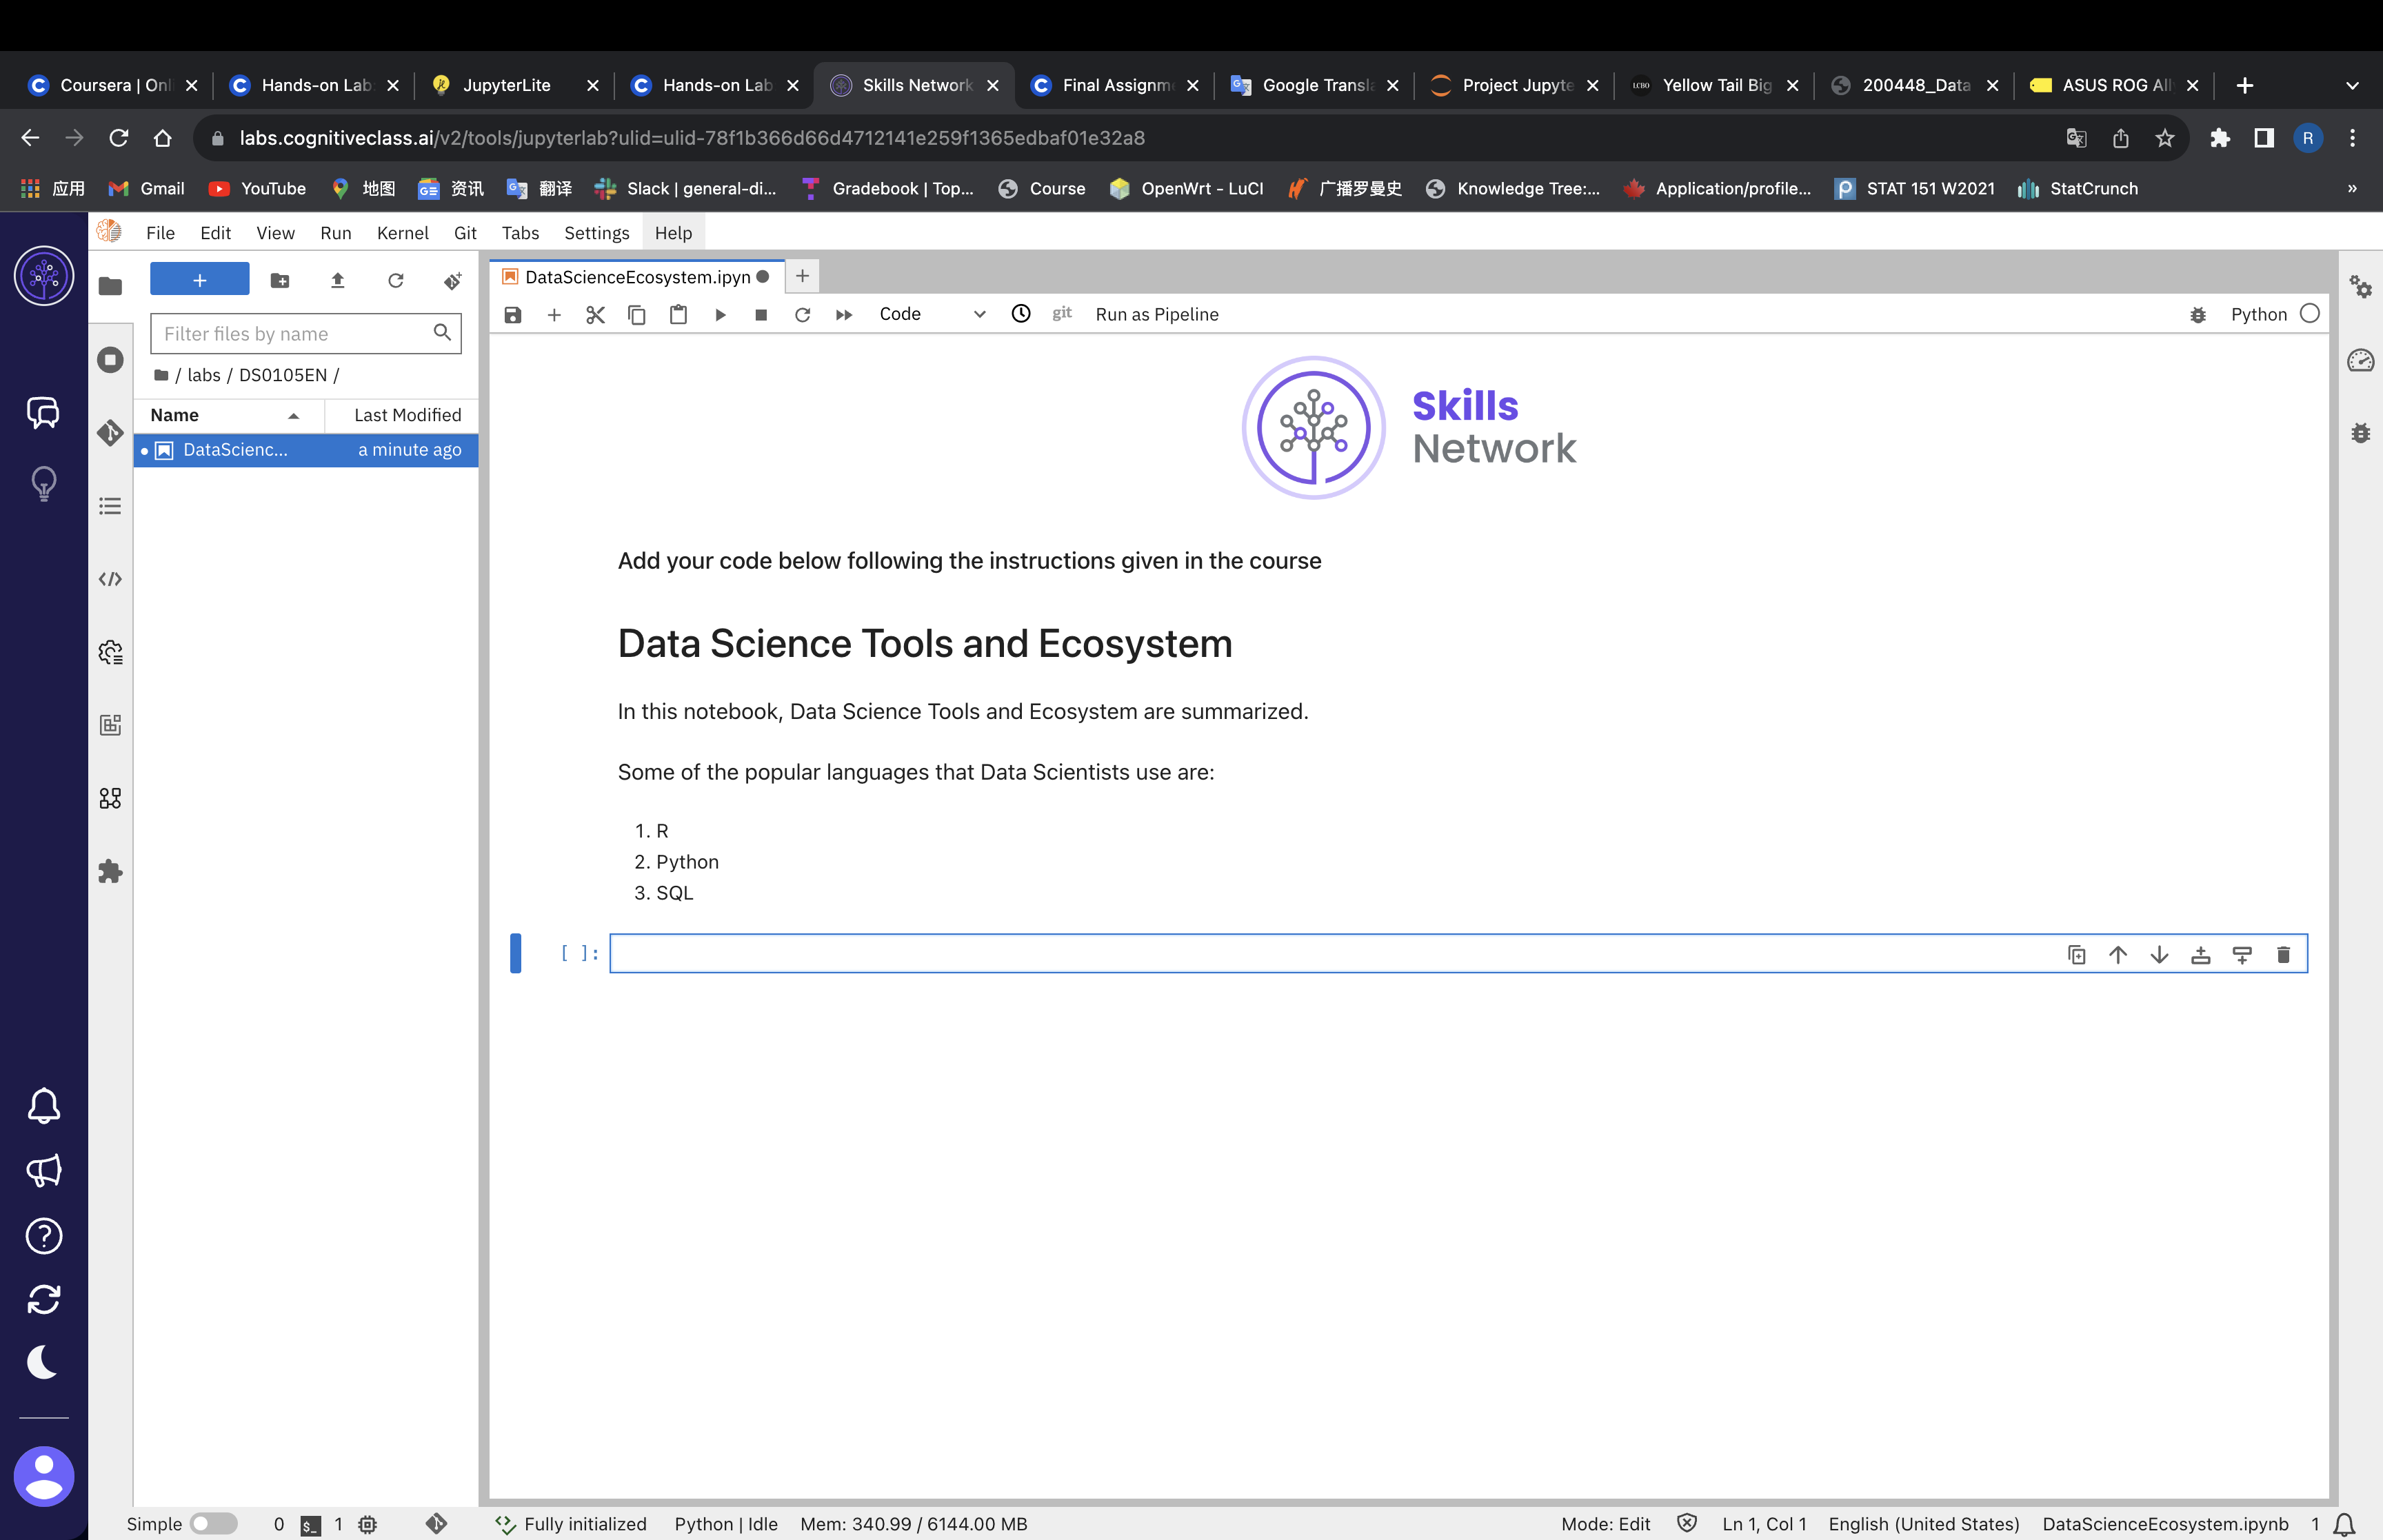 Coursera | Onl
Hands-on Lab
JupyterLite
Hands-on Lab
Skills Network
Final Assignm
Google Transla
Project Jupyte
LCBO Yellow Tail Big
200448_Data
ASUS ROG All
labs.cognitiveclass.ai/v2/tools/jupyterlab?ulid=ulid-78f1b366d66d4712141e259f1365edbaf01e32a8
R
应用
Gmail
YouTube
地图
资讯
翻译
Slack | general-di...
Gradebook | Top...
Course
OpenWrt - LuCI
广播罗曼史
Knowledge Tree:...
Application/profile...
STAT 151 W2021
StatCrunch
»
File Edit View Run Kernel Git Tabs Settings Help
DataScienceEcosystem.ipyn
Filter files by name
Code
git
Run as Pipeline
Python
/ labs / DS0105EN /
Name
Last Modified
DataScienc...
a minute ago
Skills
Network
Add your code below following the instructions given in the course
Data Science Tools and Ecosystem
In this notebook, Data Science Tools and Ecosystem are summarized.
Some of the popular languages that Data Scientists use are:
1. R
2. Python
3. SQL
[ ]:
Simple
0
$_
1
Fully initialized
Python | Idle
Mem: 340.99 / 6144.00 MB
Mode: Edit
Ln 1, Col 1
English (United States)
DataScienceEcosystem.ipynb
1